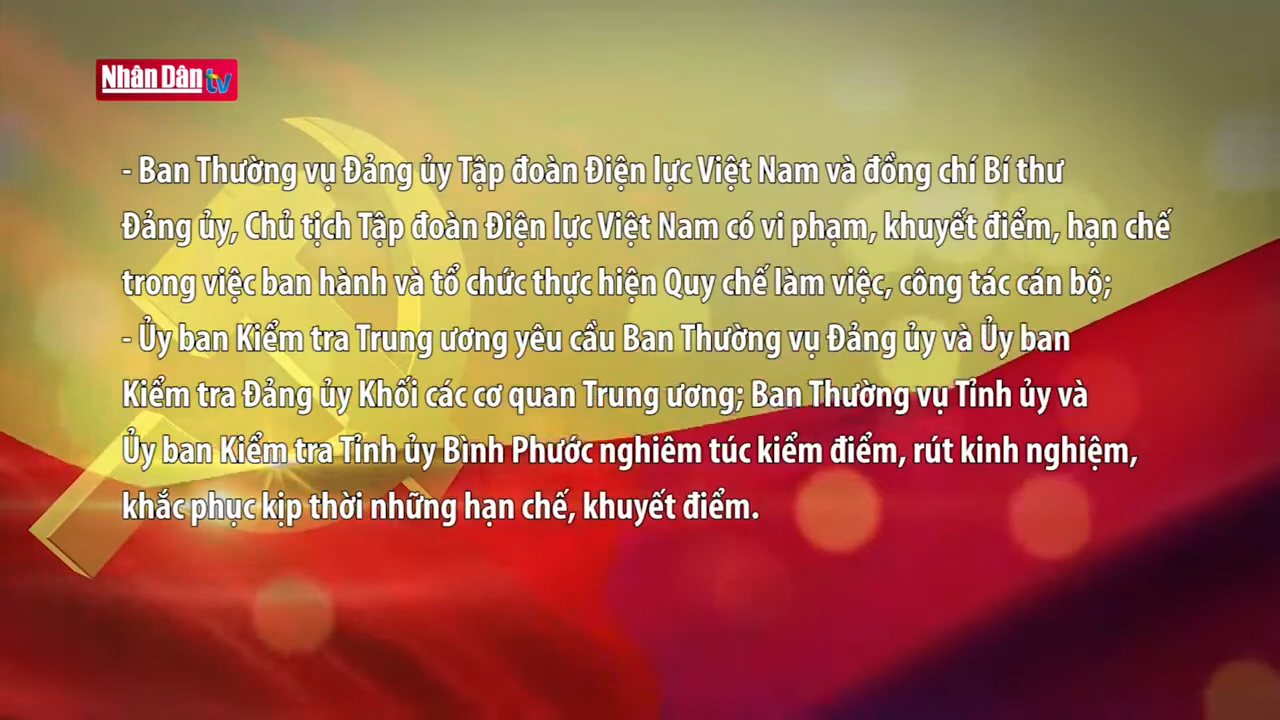 Nhân Dân tv
- Ban Thường vụ Đảng ủy Tập đoàn Điện lực Việt Nam và đồng chí Bí thư
Đảng ủy, Chủ tịch Tập đoàn Điện lực Việt Nam có vi phạm, khuyết điểm, hạn chế
trong việc ban hành và tổ chức thực hiện Quy chế làm việc, công tác cán bộ;
- Ủy ban Kiểm tra Trung ương yêu cầu Ban Thường vụ Đảng ủy và Ủy ban
Kiểm tra Đảng ủy Khối các cơ quan Trung ương; Ban Thường vụ Tỉnh ủy và
Ủy ban Kiểm tra Tỉnh ủy Bình Phước nghiêm túc kiểm điểm, rút kinh nghiệm,
khắc phục kịp thời những hạn chế, khuyết điểm.